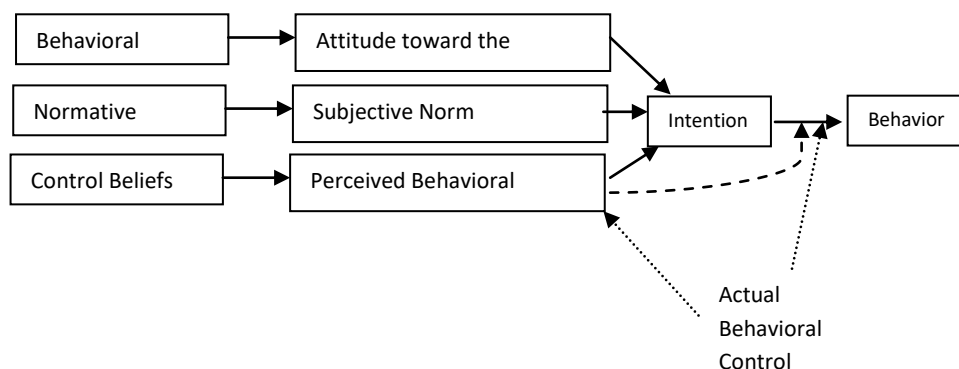 Behavioral
Attitude toward the
Normative
Subjective Norm
Intention
Behavior
Control Beliefs
Perceived Behavioral
Actual
Behavioral
Control